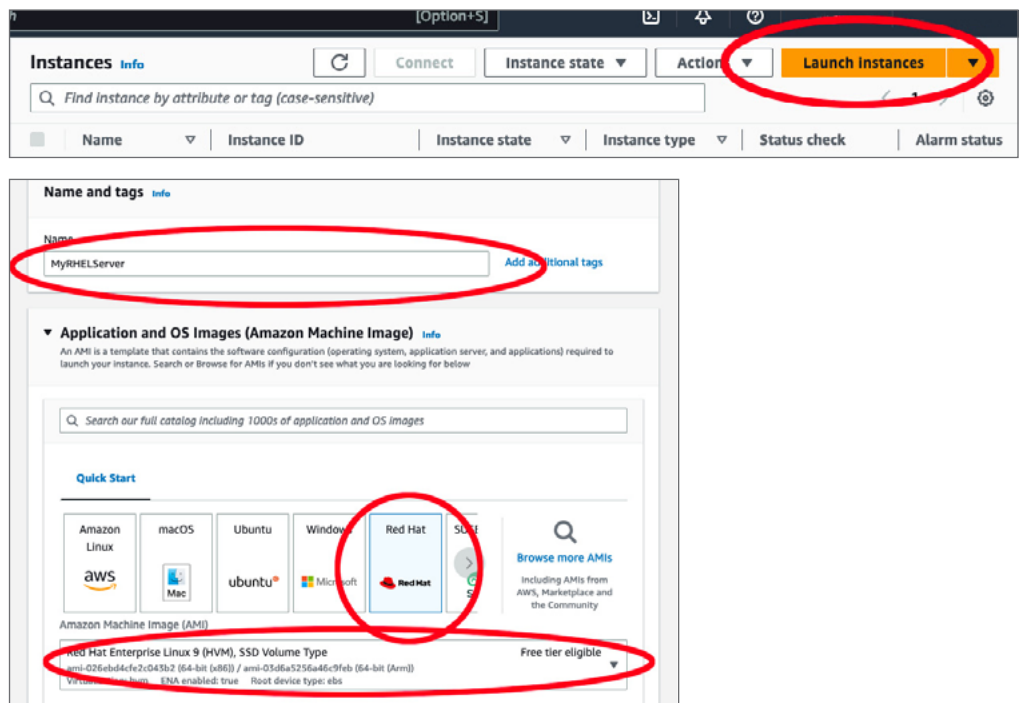 [Option+S]
Instances Info Connect Instance state Actions Launch instances
Find instance by attribute or tag (case-sensitive)
1
Name Instance ID Instance state Instance type Status check Alarm status
Name and tags Info
Name
MyRHELServer Add additional tags
Application and OS Images (Amazon Machine Image) Info
An AMI is a template that contains the software configuration (operating system, application server, and applications) required to
launch your instance. Search or Browse for AMIs if you don't see what you are looking for below
Search our full catalog including 1000s of application and OS images
Quick Start
Amazon Linux
aws
macOS
Mac
Ubuntu
ubuntu®
Windows
Microsoft
Red Hat
Red Hat
Browse more AMIs
Including AMIs from
AWS, Marketplace and
the Community
Amazon Machine Image (AMI)
Red Hat Enterprise Linux 9 (HVM), SSD Volume Type Free tier eligible
ami-026ebd4cfe2c043b2 (64-bit (x86)) / ami-03d6a5256a46c9feb (64-bit (Arm))
ENA enabled: true Root device type: ebs